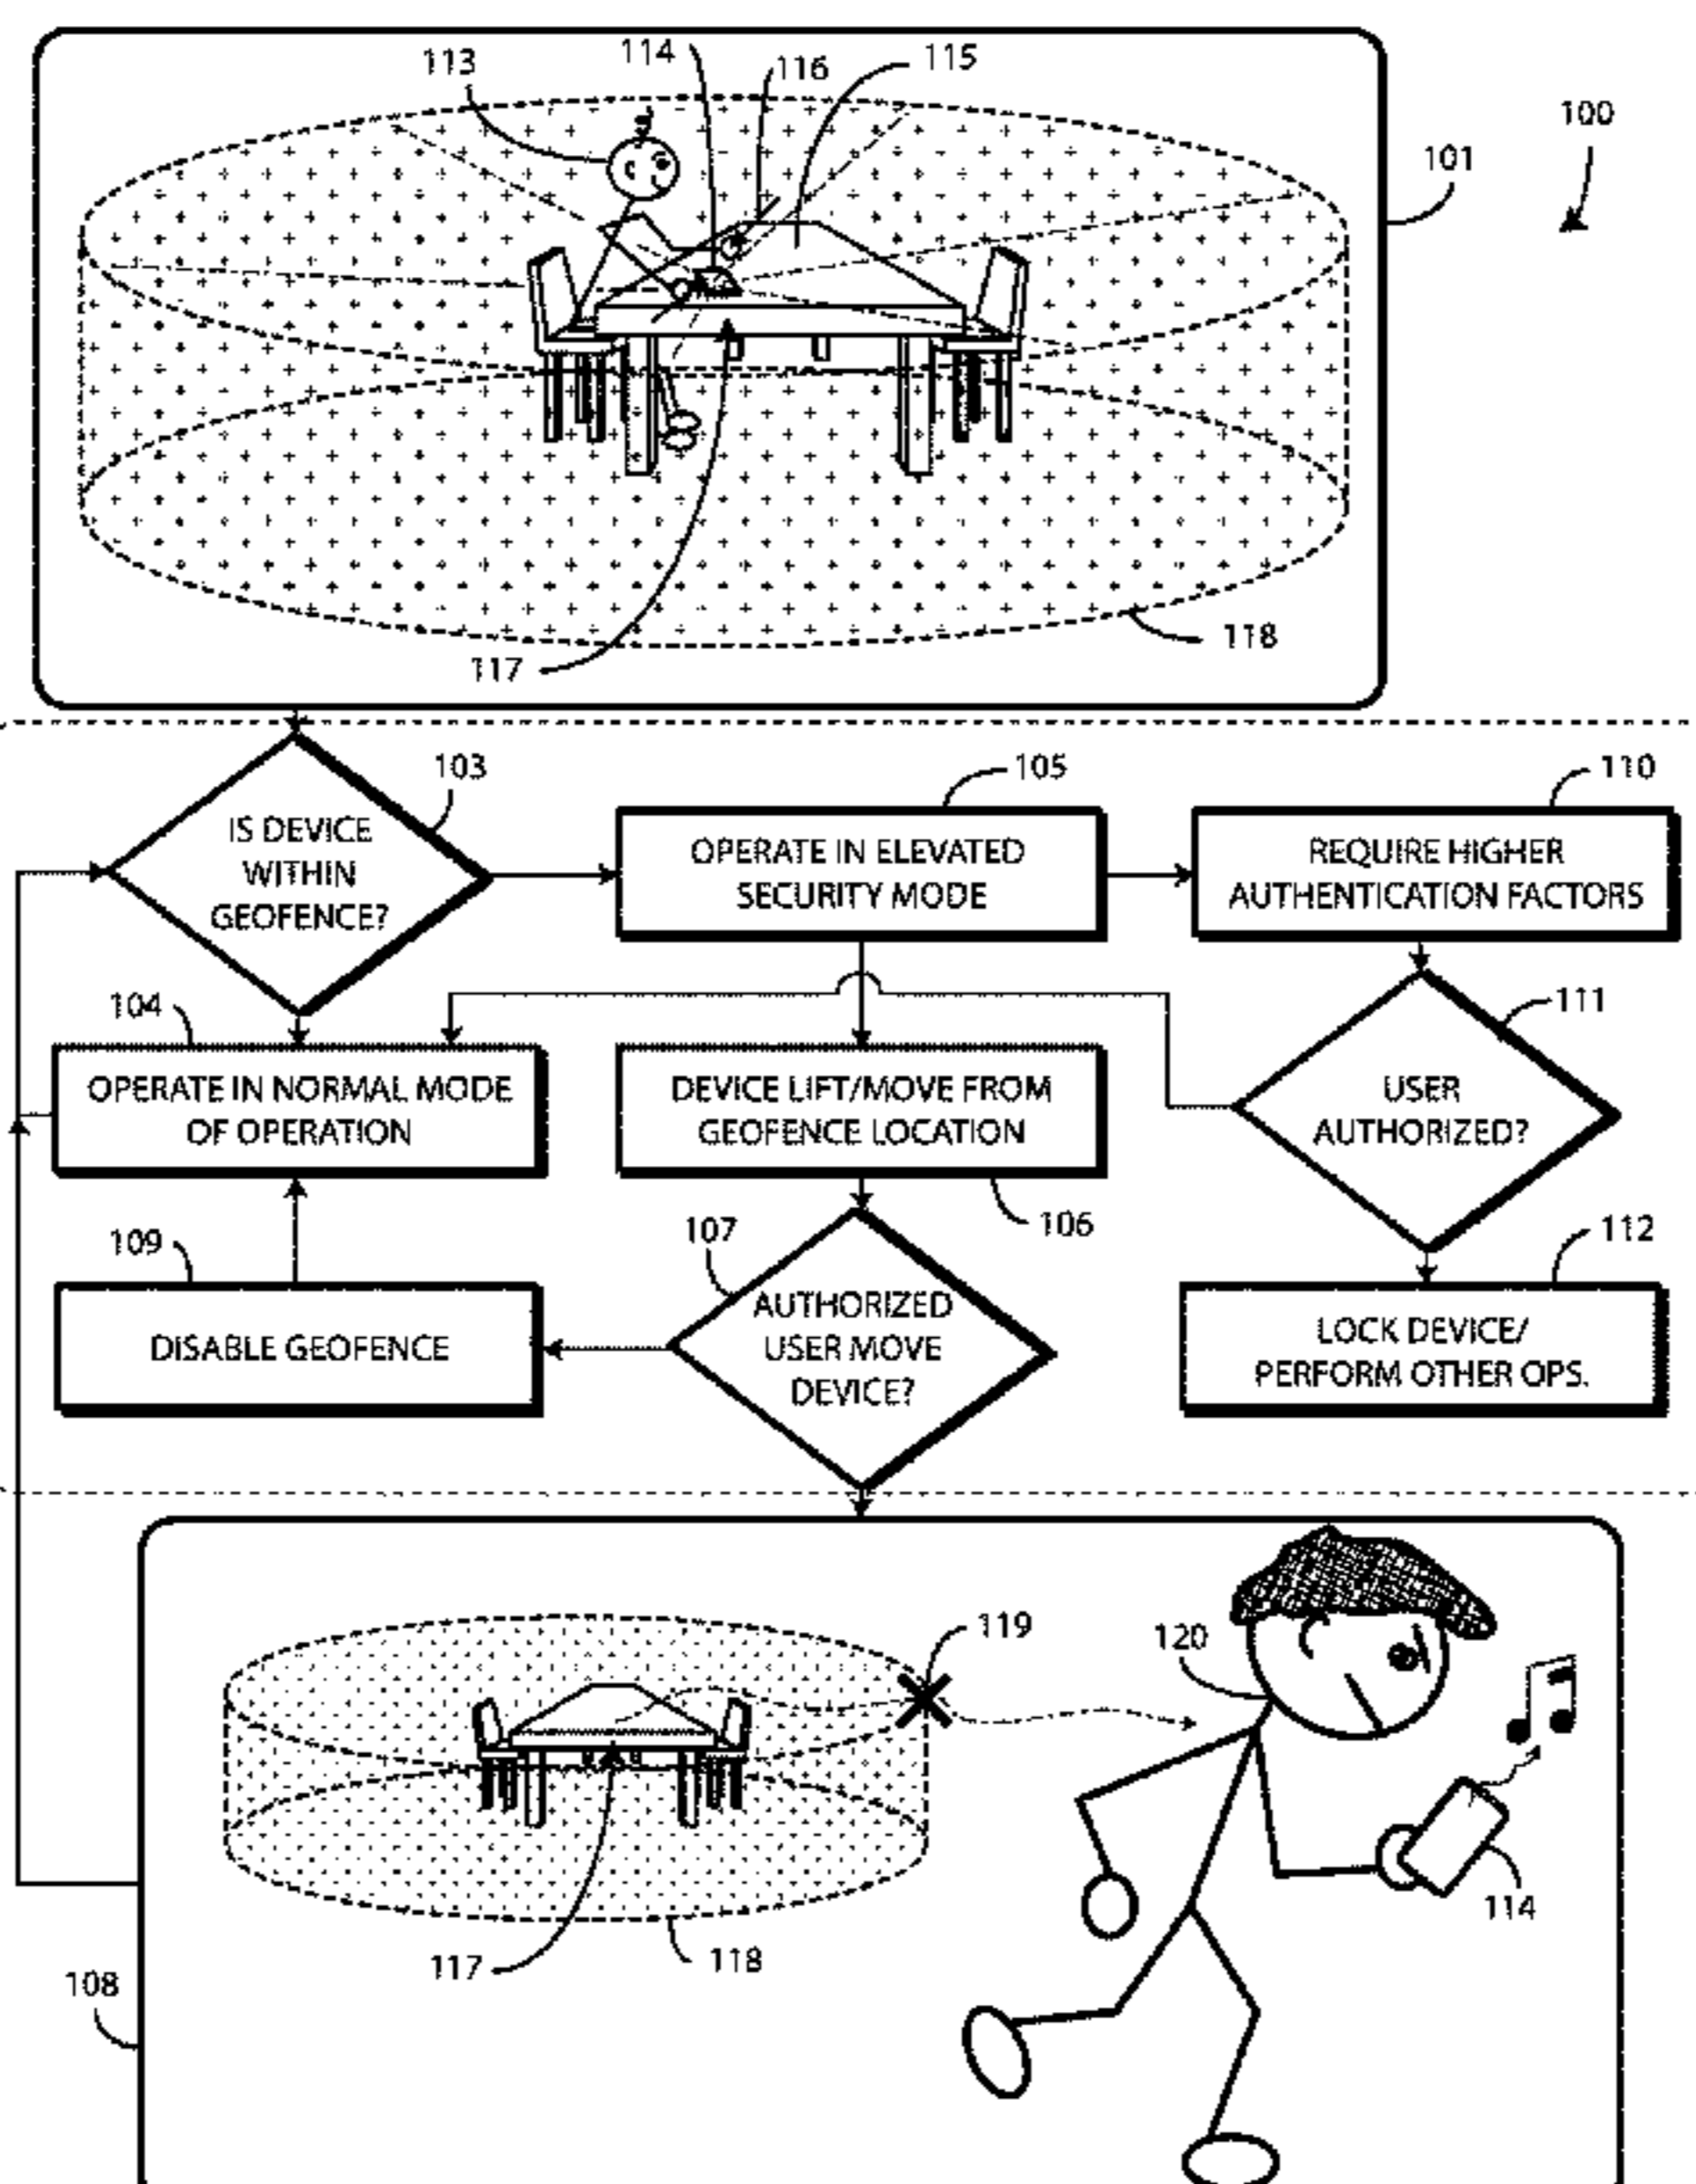 113
114
116
115
100
101
117
118
103
105
110
IS DEVICE
WITHIN
GEOFENCE?
OPERATE IN ELEVATED
SECURITY MODE
REQUIRE HIGHER
AUTHENTICATION FACTORS
104
111
OPERATE IN NORMAL MODE
OF OPERATION
DEVICE LIFT/MOVE FROM
GEOFENCE LOCATION
USER
AUTHORIZED?
109
107
106
112
DISABLE GEOFENCE
AUTHORIZED
USER MOVE
DEVICE?
LOCK DEVICE/
PERFORM OTHER OPS.
119
120
114
117
118
108